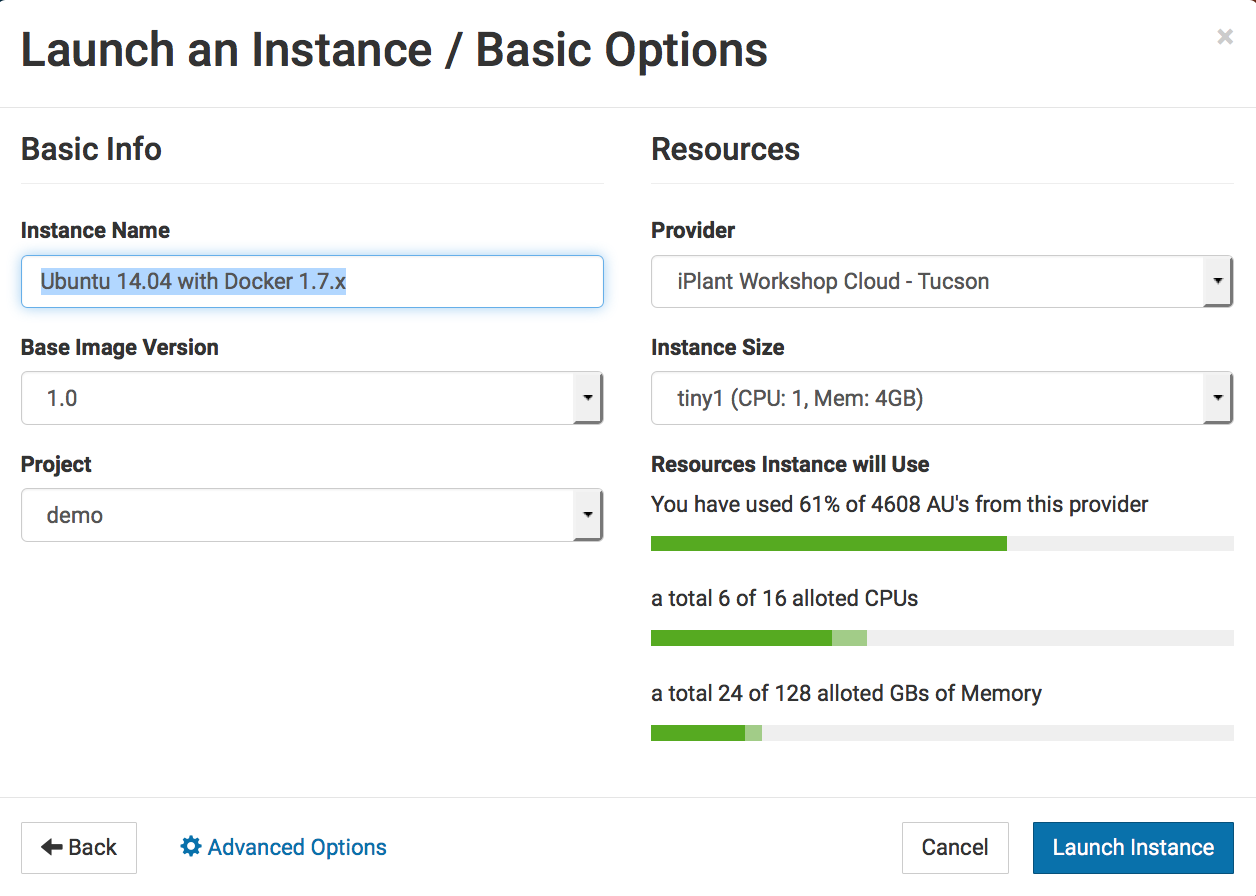 Launch an Instance / Basic Options
×
Basic Info
Instance Name
Ubuntu 14.04 with Docker 1.7.x
Base Image Version
1.0
Project
demo
Resources
Provider
iPlant Workshop Cloud - Tucson
Instance Size
tiny1 (CPU: 1, Mem: 4GB)
Resources Instance will Use
You have used 61% of 4608 AU's from this provider
a total 6 of 16 alloted CPUs
a total 24 of 128 alloted GBs of Memory
Back
Advanced Options
Cancel
Launch Instance